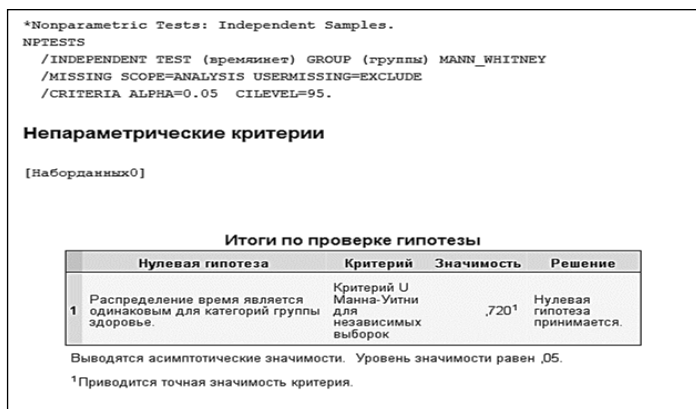 *Nonparametric Tests: Independent Samples.
NPTESTS
/INDEPENDENT TEST (времяинет) GROUP (группы) MANN_WHITNEY
/MISSING SCOPE=ANALYSIS USERMISSING=EXCLUDE
/CRITERIA ALPHA=0.05 CILEVEL=95.
Непараметрические критерии
[Наборданных0]
Итоги по проверке гипотезы
Нулевая гипотеза Критерий Значимость Решение
1 Распределение время является одинаковым для категорий группы здоровье. Критерий U Манна-Уитни для независимых выборок ,720¹ Нулевая гипотеза принимается.
Выводятся асимптотические значимости. Уровень значимости равен ,05.
¹Приводится точная значимость критерия.